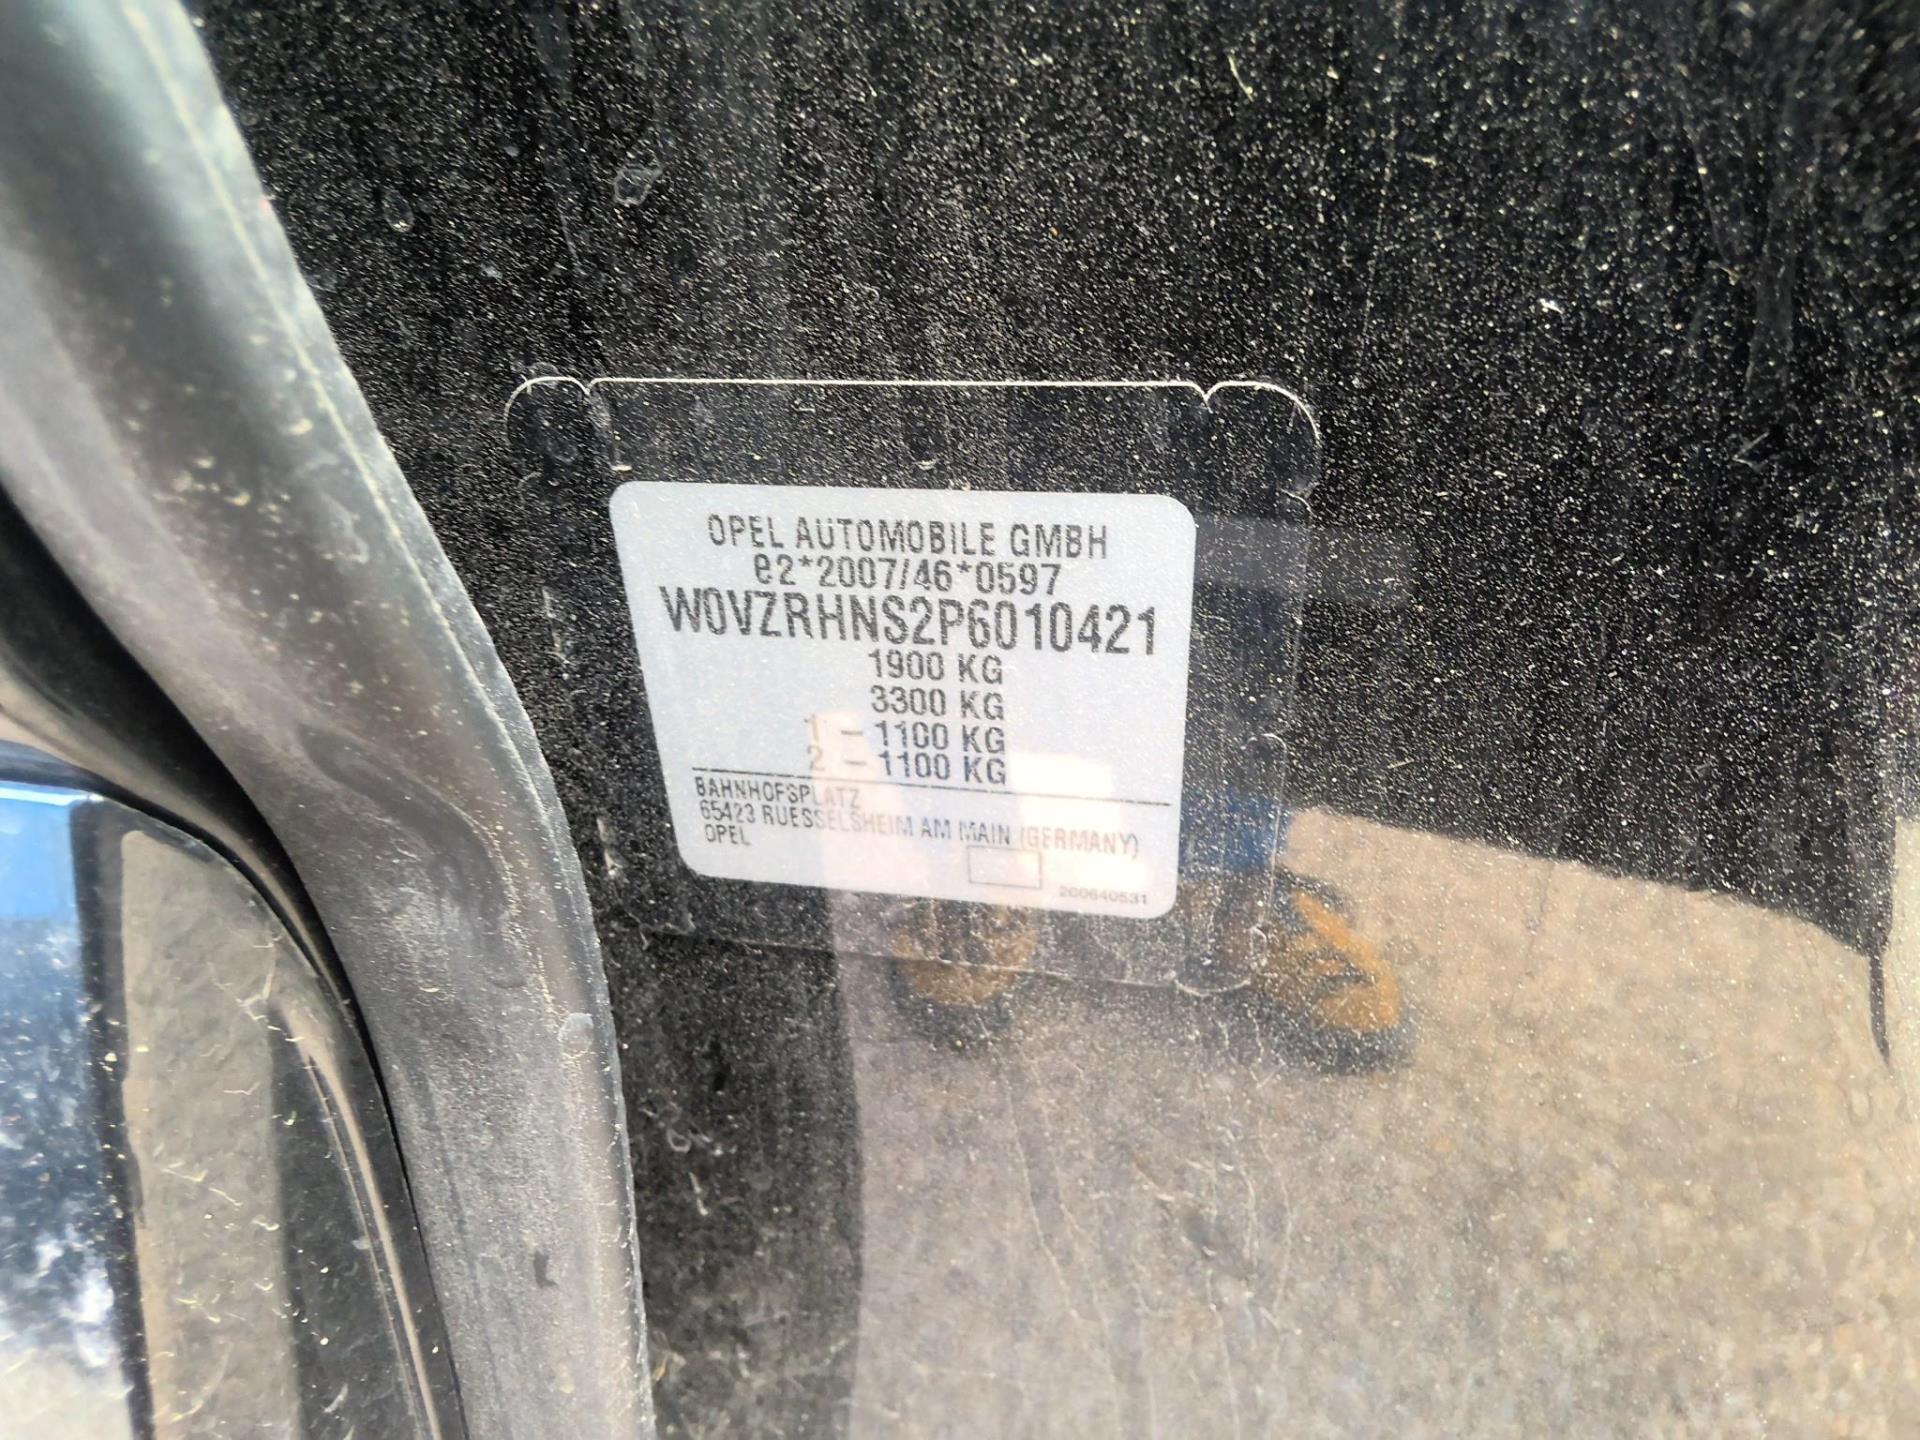 OPEL AUTOMOBILE GMBH
e2*2007/46*0597
W0VZRHNS2P6010421
1900 KG
3300 KG
1 - 1100 KG
2 - 1100 KG
BAHNHOFSPLATZ
65423 RUESSELSHEIM AM MAIN (GERMANY)
OPEL
200640531